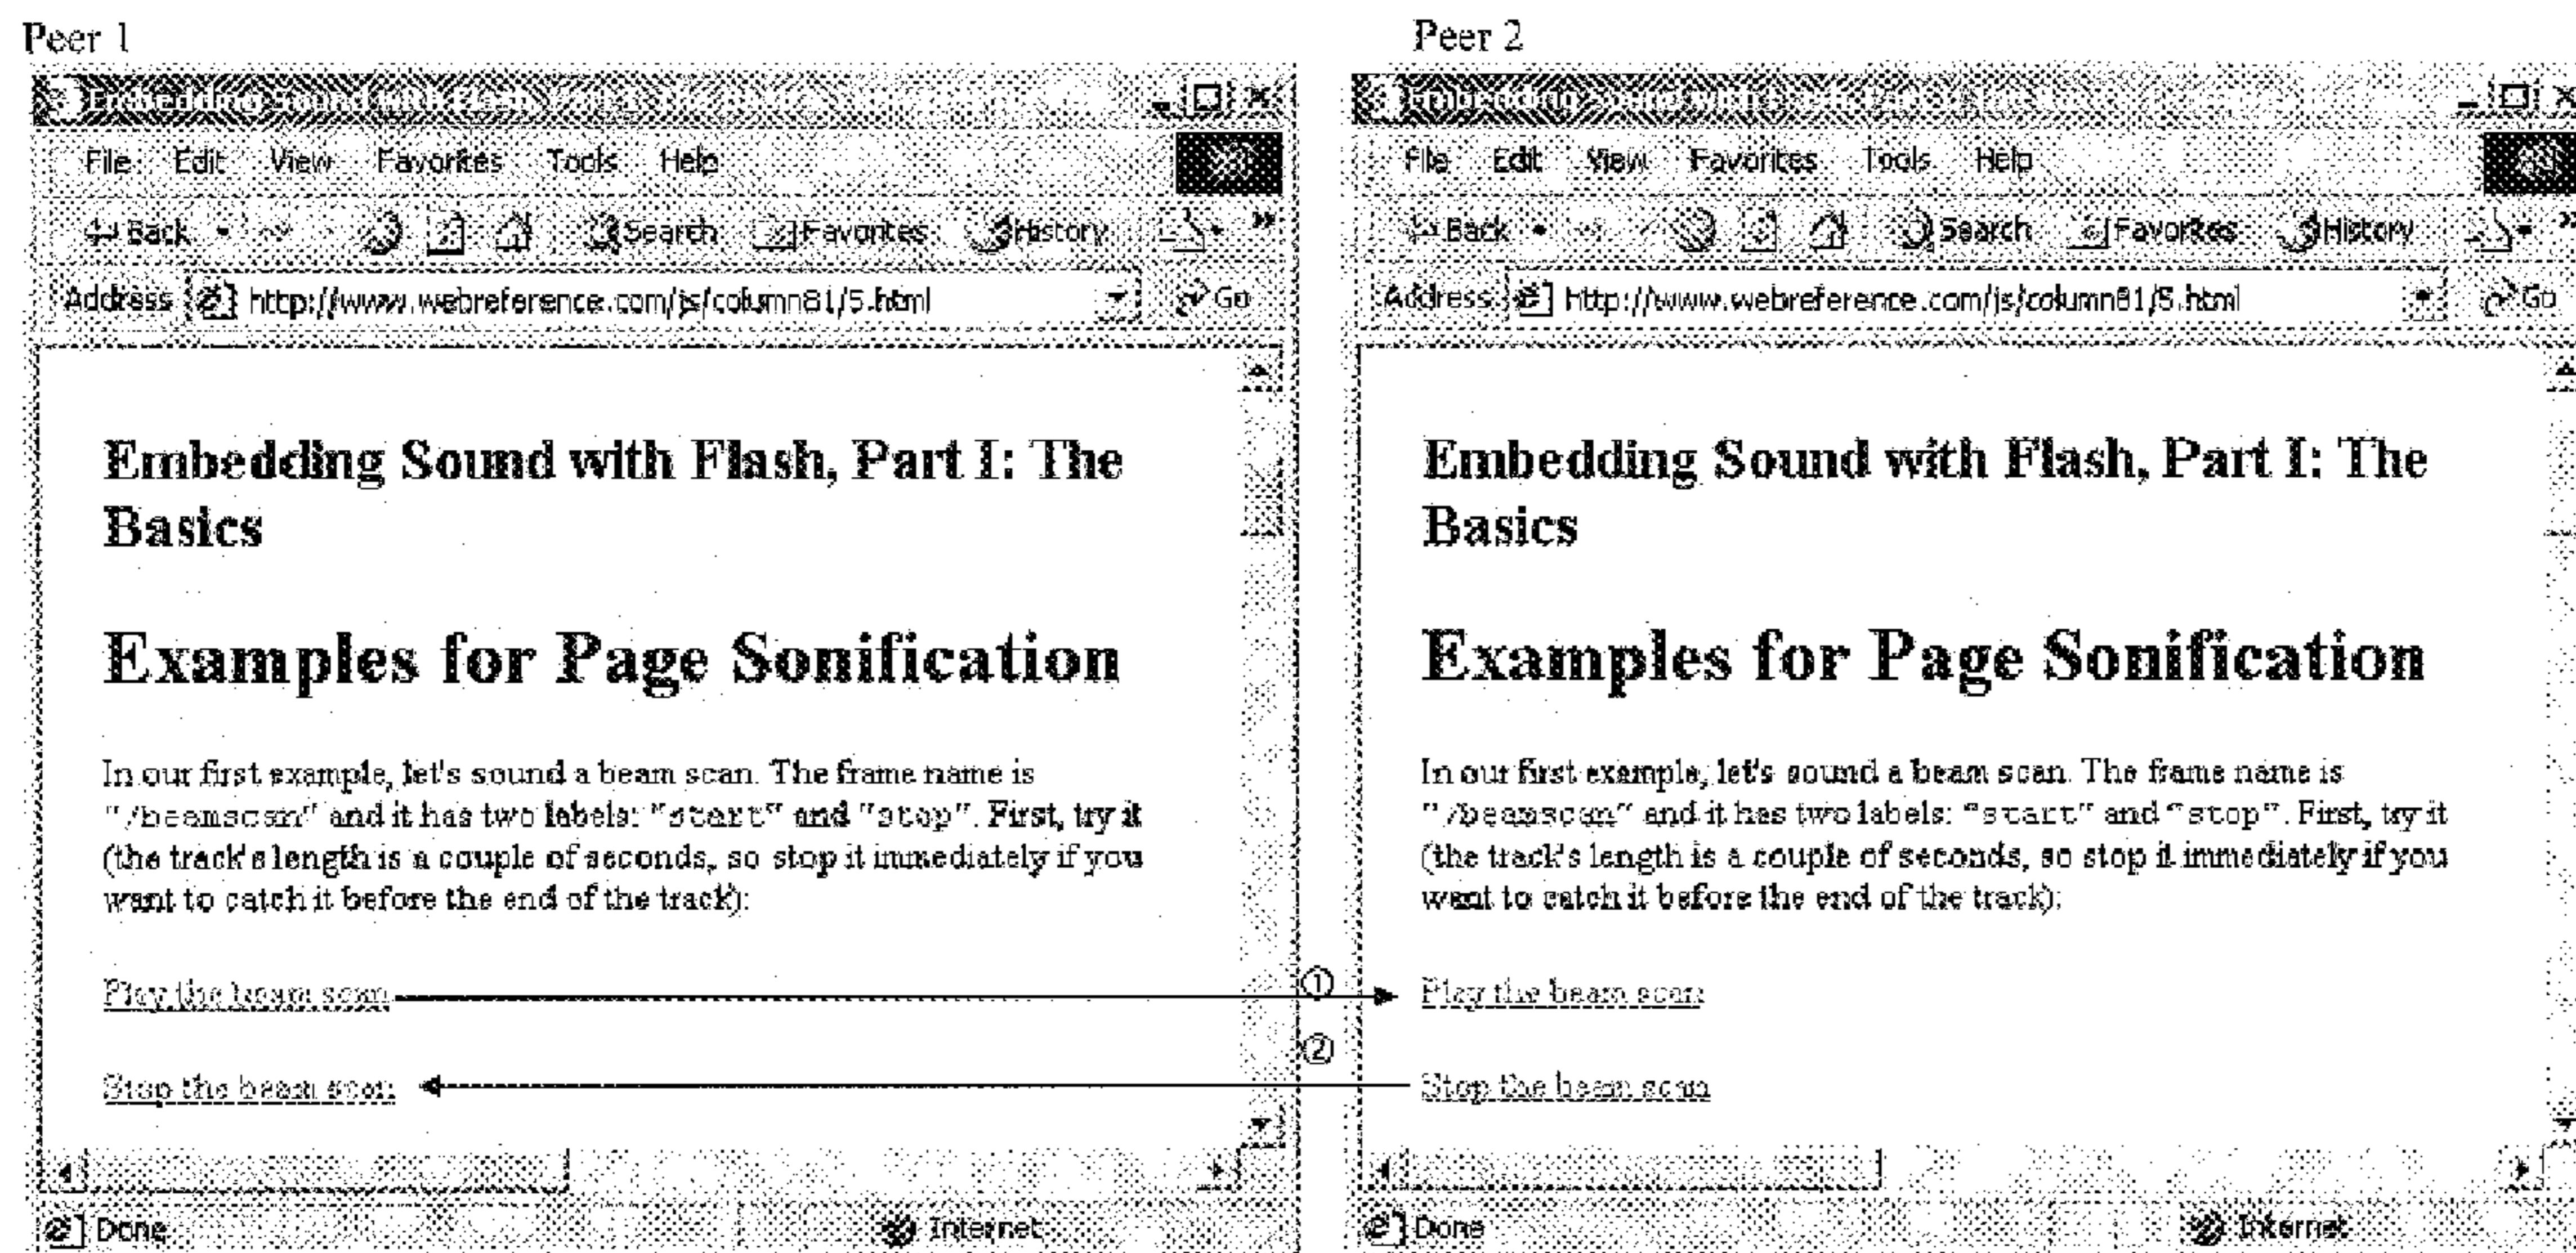 Peer 1
Embedding Sound with Flash
File Edit View Favorites Tools Help
Back Search Favorites History »
Address http://www.webreference.com/js/column81/5.html Go
Embedding Sound with Flash, Part I: The
Basics
Examples for Page Sonification
In our first example, let's sound a beam scan. The frame name is
"/beamscan" and it has two labels: "start" and "stop". First, try it
(the track's length is a couple of seconds, so stop it immediately if you
want to catch it before the end of the track):
Play the beam scan
Stop the beam scan
Done Internet
①
②
Peer 2
Embedding Sound with
File Edit View Favorites Tools Help
Back Search Favorites History »
Address http://www.webreference.com/js/column81/5.html Go
Embedding Sound with Flash, Part I: The
Basics
Examples for Page Sonification
In our first example, let's sound a beam scan. The frame name is
"/beamscan" and it has two labels: "start" and "stop". First, try it
(the track's length is a couple of seconds, so stop it immediately if you
want to catch it before the end of the track):
Play the beam scan
Stop the beam scan
Done Internet